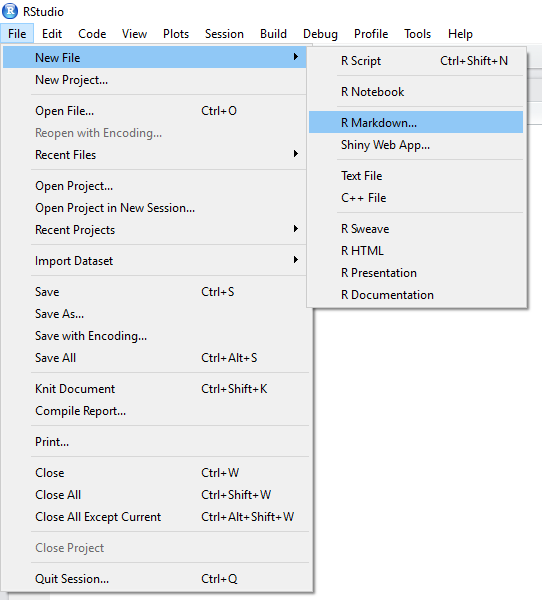 R RStudio
File Edit Code View Plots Session Build Debug Profile Tools Help
New File
New Project...
Open File... Ctrl+O
Reopen with Encoding...
Recent Files
Open Project...
Open Project in New Session...
Recent Projects
Import Dataset
Save Ctrl+S
Save As...
Save with Encoding...
Save All Ctrl+Alt+S
Knit Document Ctrl+Shift+K
Compile Report...
Print...
Close Ctrl+W
Close All Ctrl+Shift+W
Close All Except Current Ctrl+Alt+Shift+W
Close Project
Quit Session... Ctrl+Q
R Script Ctrl+Shift+N
R Notebook
R Markdown...
Shiny Web App...
Text File
C++ File
R Sweave
R HTML
R Presentation
R Documentation